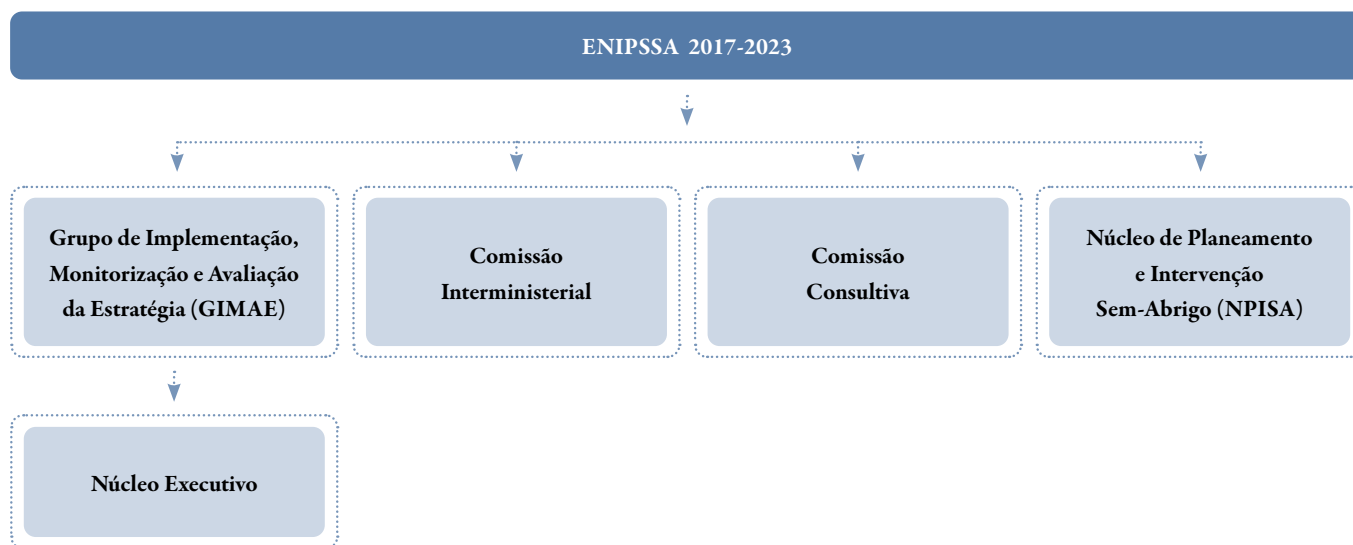 ENIPSSA 2017-2023
Grupo de Implementação,
Monitorização e Avaliação
da Estratégia (GIMAE)
Comissão
Interministerial
Comissão
Consultiva
Núcleo de Planeamento
e Intervenção
Sem-Abrigo (NPISA)
Núcleo Executivo